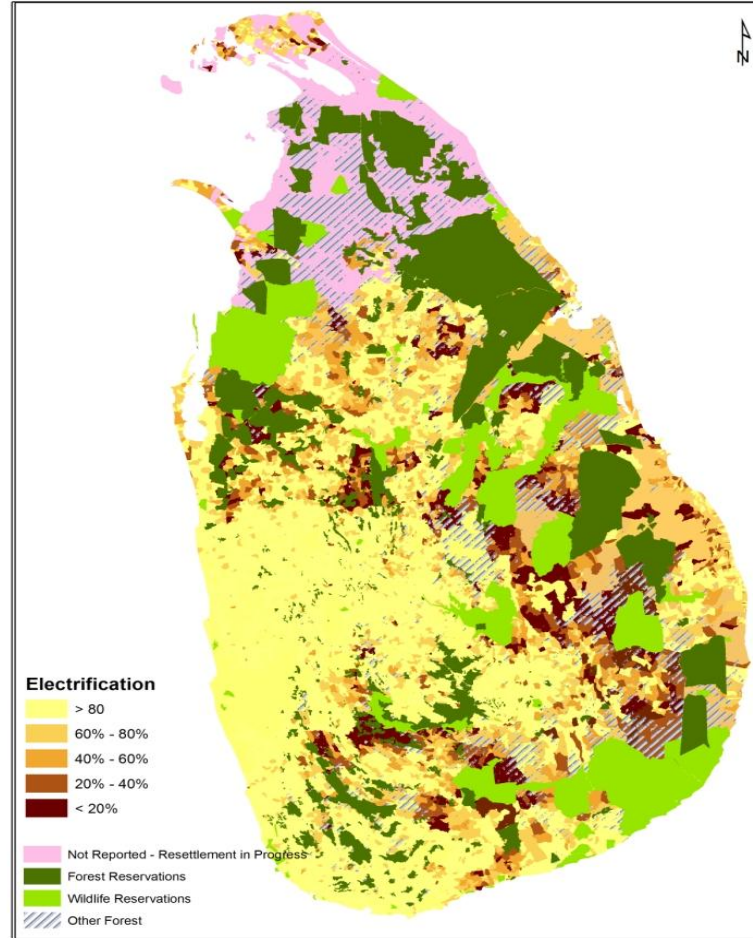 N
Electrification
> 80
60% - 80%
40% - 60%
20% - 40%
< 20%
Not Reported - Resettlement in Progress
Forest Reservations
Wildlife Reservations
Other Forest